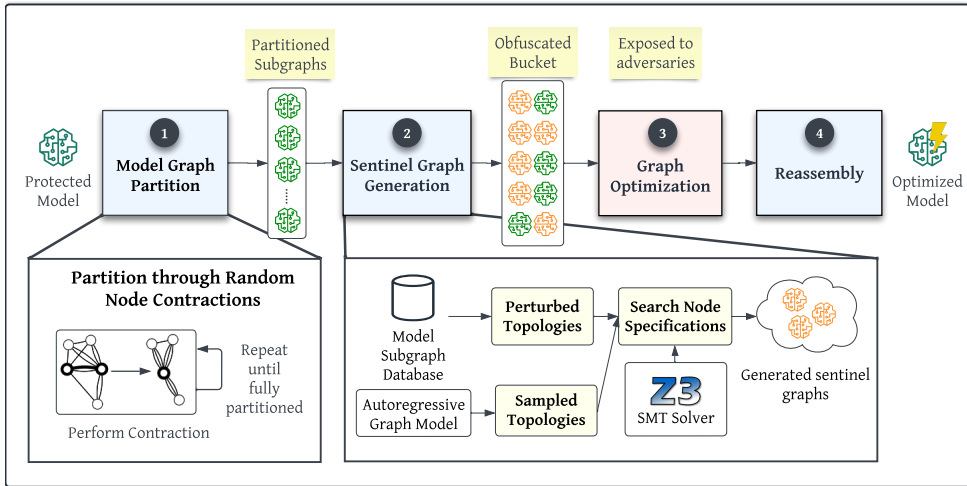 Partitioned
Subgraphs
Obfuscated
Bucket
Exposed to
adversaries
1
Model Graph
Partition
2
Sentinel Graph
Generation
3
Graph
Optimization
4
Reassembly
Protected
Model
Optimized
Model
Partition through Random
Node Contractions
Repeat
until
fully
partitioned
Perform Contraction
Model
Subgraph
Database
Perturbed
Topologies
Search Node
Specifications
Autoregressive
Graph Model
Sampled
Topologies
Z3
SMT Solver
Generated sentinel
graphs